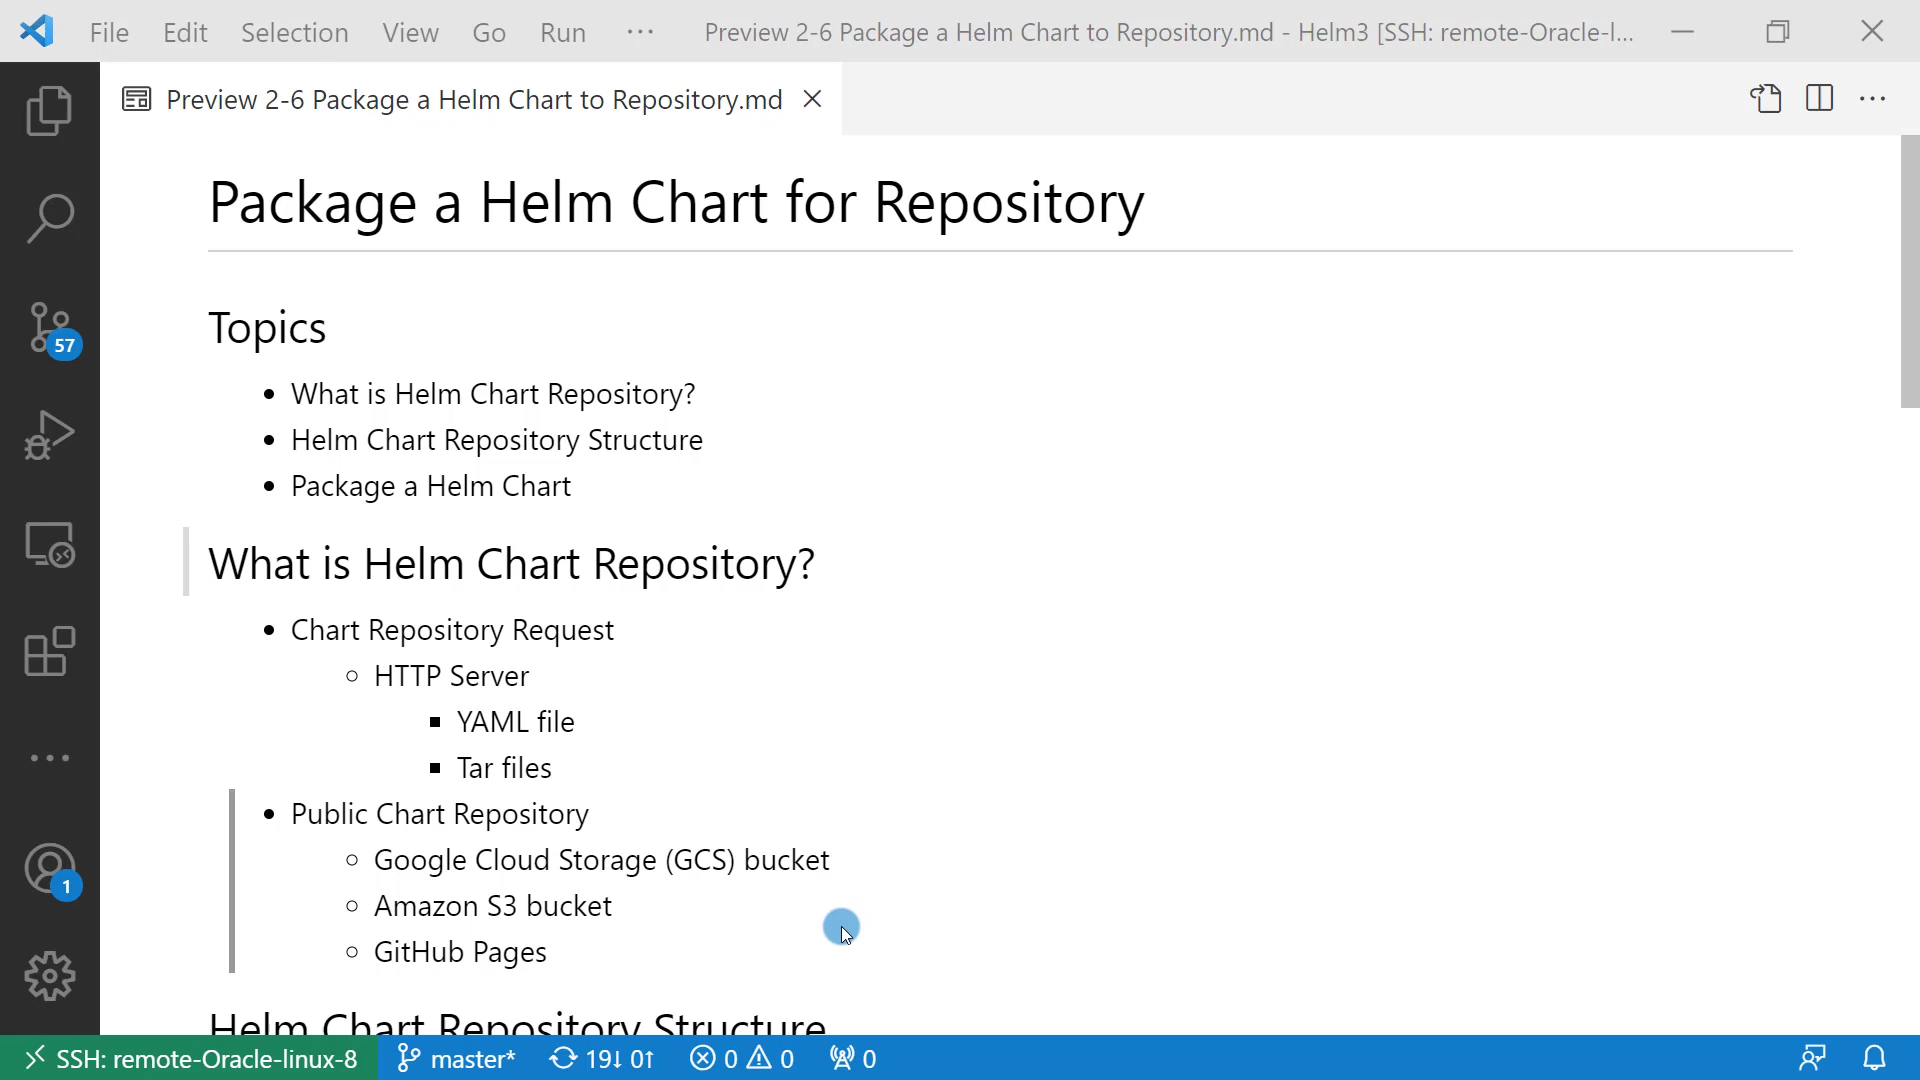 File Edit Selection View Go Run ··· Preview 2-6 Package a Helm Chart to Repository.md - Helm3 [SSH: remote-Oracle-l...
Preview 2-6 Package a Helm Chart to Repository.md
Package a Helm Chart for Repository
Topics
• What is Helm Chart Repository?
• Helm Chart Repository Structure
• Package a Helm Chart
57
What is Helm Chart Repository?
• Chart Repository Request
◦ HTTP Server
▪ YAML file
▪ Tar files
• Public Chart Repository
◦ Google Cloud Storage (GCS) bucket
◦ Amazon S3 bucket
◦ GitHub Pages
1
Helm Chart Repository Structure
SSH: remote-Oracle-linux-8 master* 19↓ 0↑ 0 0 0